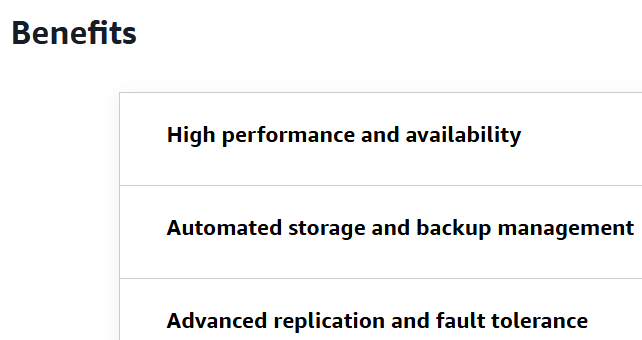 Benefits
High performance and availability
Automated storage and backup management
Advanced replication and fault tolerance